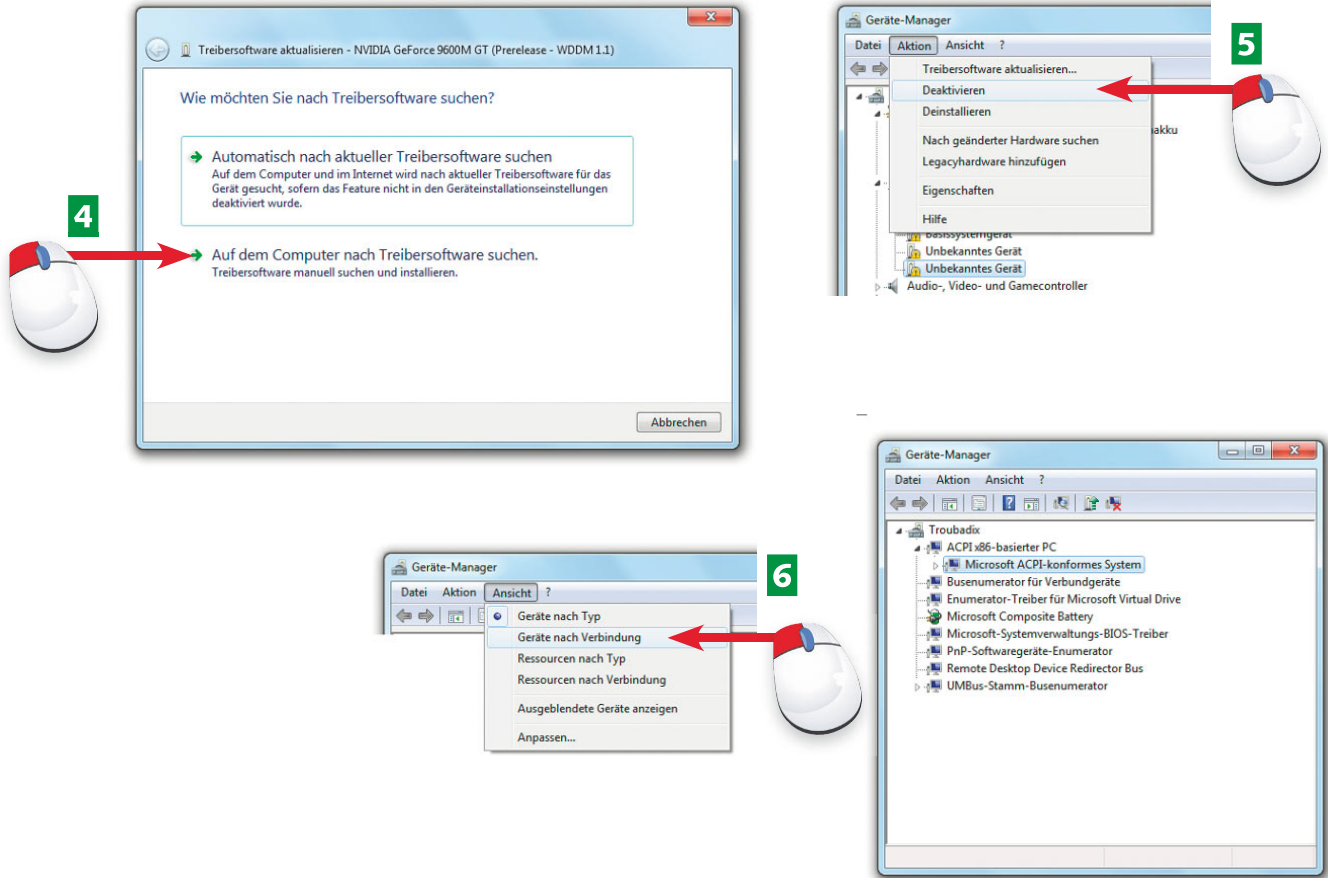 Treibersoftware aktualisieren - NVIDIA GeForce 9600M GT (Prerelease - WDDM 1.1)
Wie möchten Sie nach Treibersoftware suchen?
Automatisch nach aktueller Treibersoftware suchen
Auf dem Computer und im Internet wird nach aktueller Treibersoftware für das
Gerät gesucht, sofern das Feature nicht in den Geräteinstallationseinstellungen
deaktiviert wurde.
4
Auf dem Computer nach Treibersoftware suchen.
Treibersoftware manuell suchen und installieren.
Abbrechen
Geräte-Manager
5
Datei Aktion Ansicht ?
Treibersoftware aktualisieren...
Deaktivieren
Deinstallieren
akku
Nach geänderter Hardware suchen
Legacyhardware hinzufügen
Eigenschaften
Hilfe
Basissystemgerät
Unbekanntes Gerät
Unbekanntes Gerät
Audio-, Video- und Gamecontroller
Geräte-Manager
6
Datei Aktion Ansicht ?
Geräte nach Typ
Geräte nach Verbindung
Ressourcen nach Typ
Ressourcen nach Verbindung
Ausgeblendete Geräte anzeigen
Anpassen...
Geräte-Manager
Datei Aktion Ansicht ?
Troubadix
ACPI x86-basierter PC
Microsoft ACPI-konformes System
Busenumerator für Verbundgeräte
Enumerator-Treiber für Microsoft Virtual Drive
Microsoft Composite Battery
Microsoft-Systemverwaltungs-BIOS-Treiber
PnP-Softwaregeräte-Enumerator
Remote Desktop Device Redirector Bus
UMBus-Stamm-Busenumerator